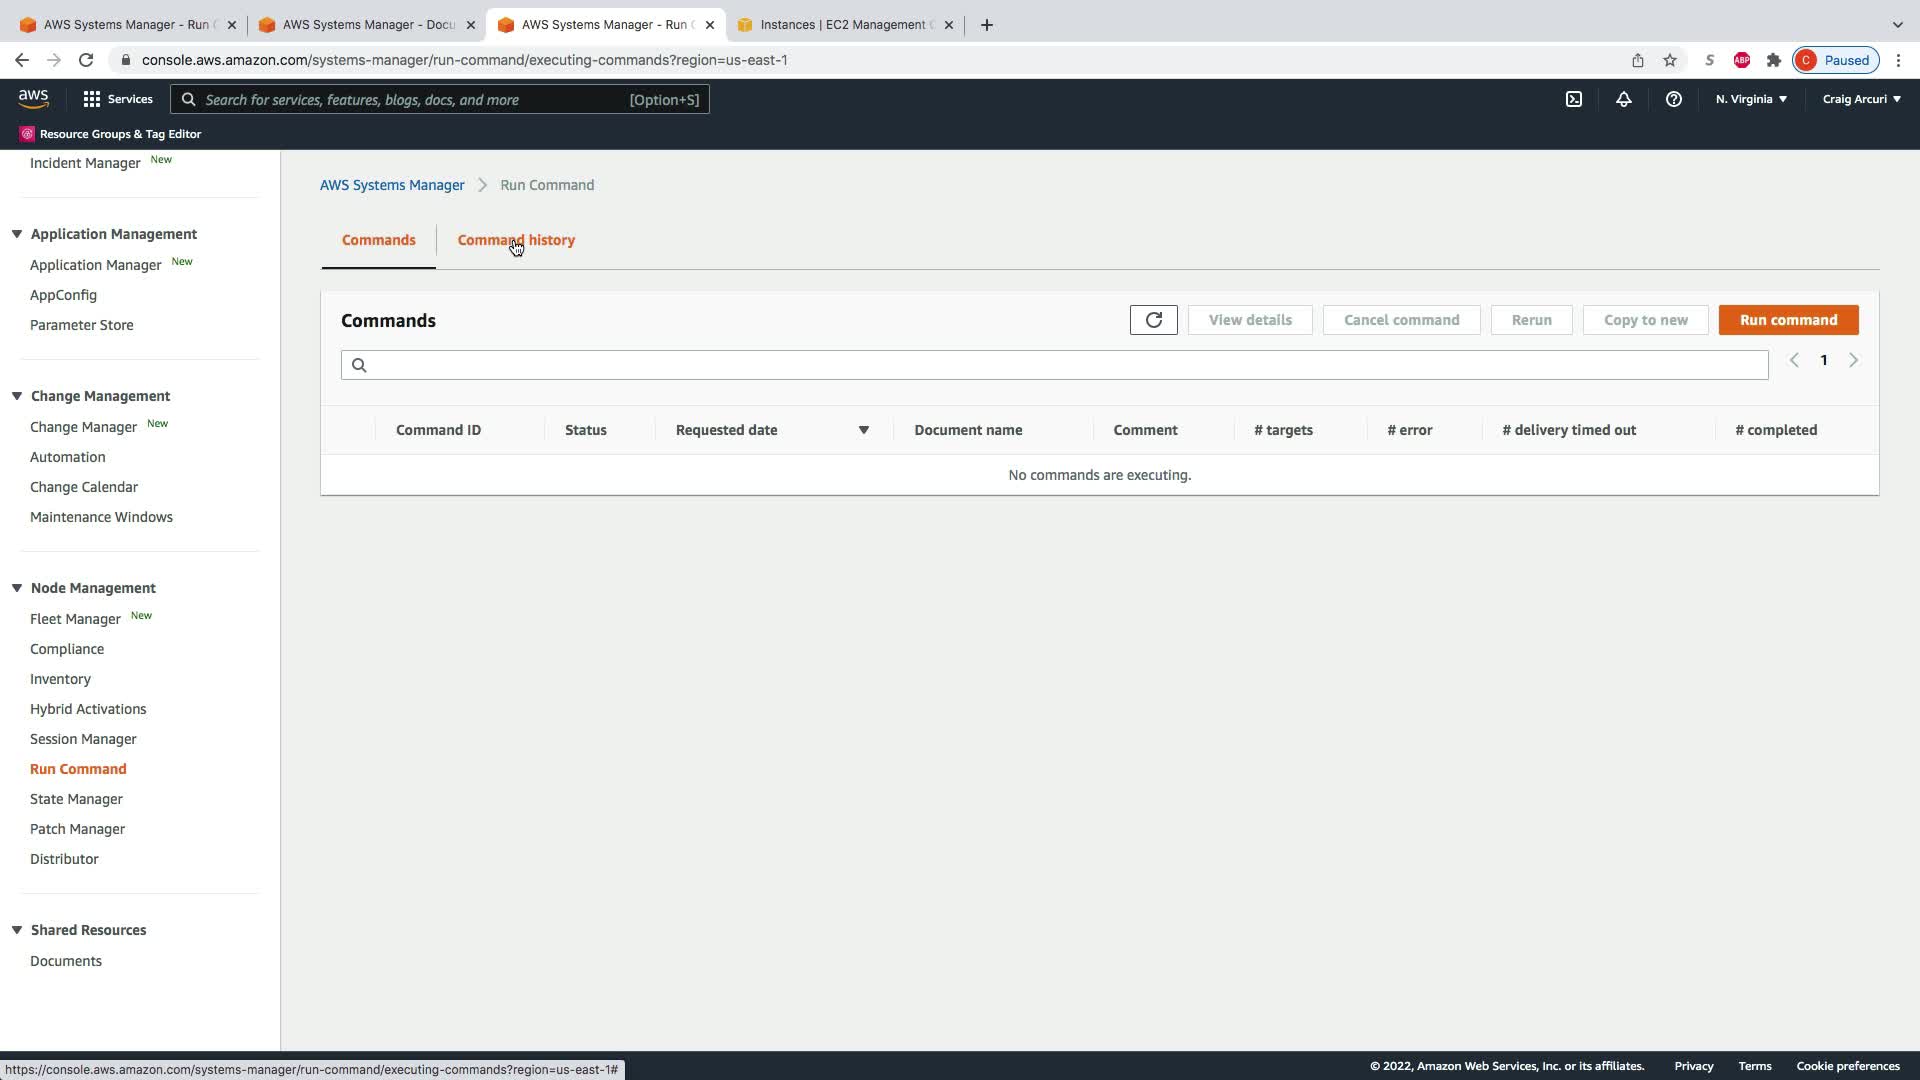 AWS Systems Manager - Run C
AWS Systems Manager - Docu
AWS Systems Manager - Run C
Instances | EC2 Management C
console.aws.amazon.com/systems-manager/run-command/executing-commands?region=us-east-1
S
ABP
C Paused
aws
Services
Search for services, features, blogs, docs, and more [Option+S]
N. Virginia
Craig Arcuri
Resource Groups & Tag Editor
Incident Manager New
Application Management
Application Manager New
AppConfig
Parameter Store
Change Management
Change Manager New
Automation
Change Calendar
Maintenance Windows
Node Management
Fleet Manager New
Compliance
Inventory
Hybrid Activations
Session Manager
Run Command
State Manager
Patch Manager
Distributor
Shared Resources
Documents
AWS Systems Manager > Run Command
Commands
Command history
Commands
View details
Cancel command
Rerun
Copy to new
Run command
1
Command ID Status Requested date Document name Comment # targets # error # delivery timed out # completed
No commands are executing.
https://console.aws.amazon.com/systems-manager/run-command/executing-commands?region=us-east-1#
© 2022, Amazon Web Services, Inc. or its affiliates. Privacy Terms Cookie preferences